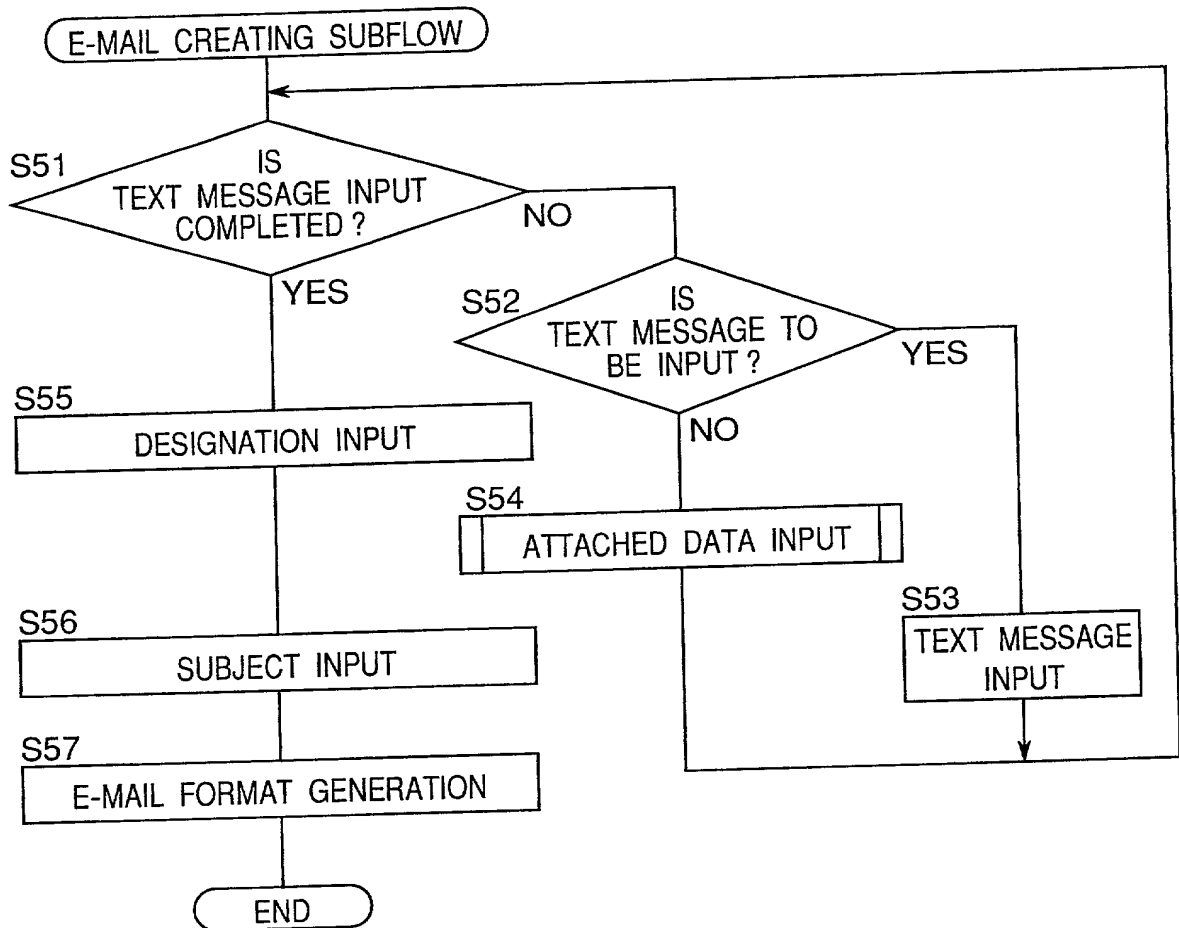 E-MAIL CREATING SUBFLOW
S51
IS
TEXT MESSAGE INPUT
COMPLETED ?
NO
YES
S52
IS
TEXT MESSAGE TO
BE INPUT ?
YES
NO
S55
DESIGNATION INPUT
S54
ATTACHED DATA INPUT
S53
TEXT MESSAGE
INPUT
S56
SUBJECT INPUT
S57
E-MAIL FORMAT GENERATION
END